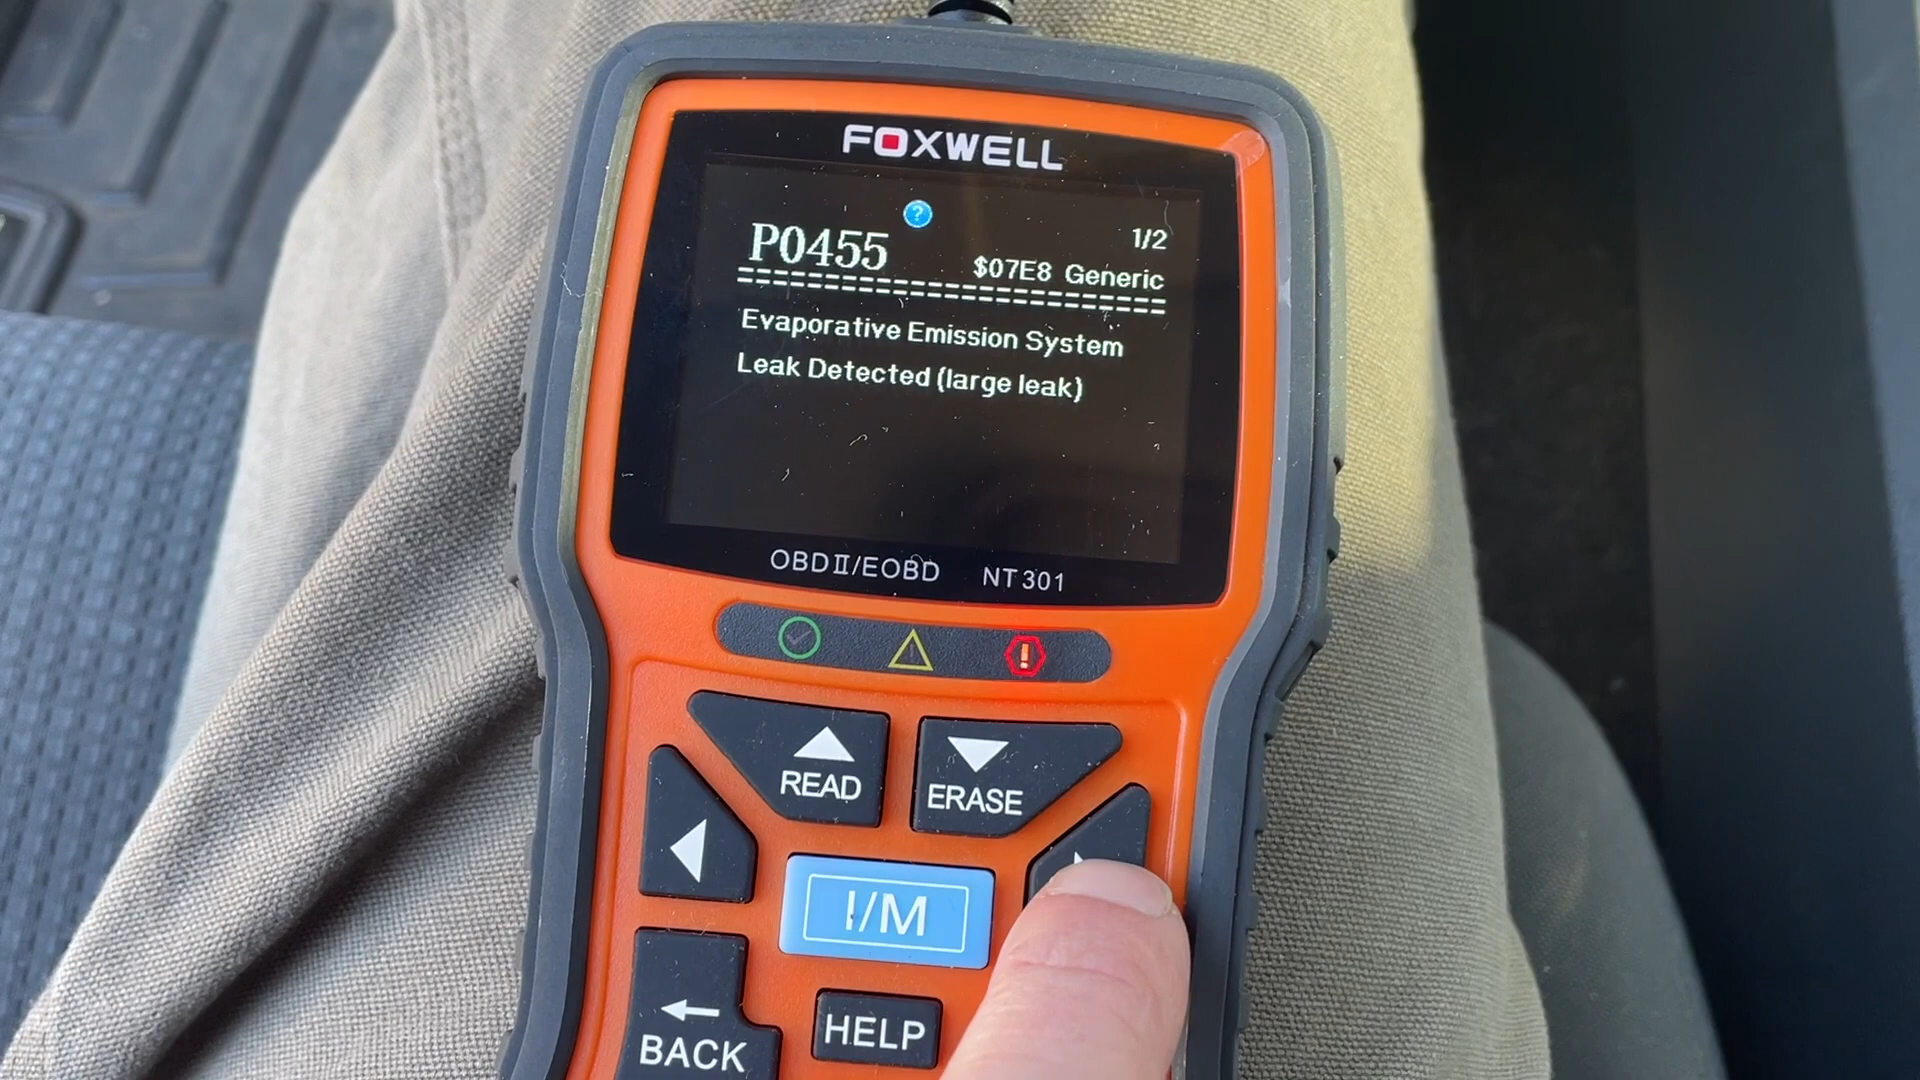 FOXWELL
?
P0455
1/2
$07E8 Generic
========================
Evaporative Emission System
Leak Detected (large leak)
OBDII/EOBD NT301
READ
ERASE
I/M
BACK
HELP